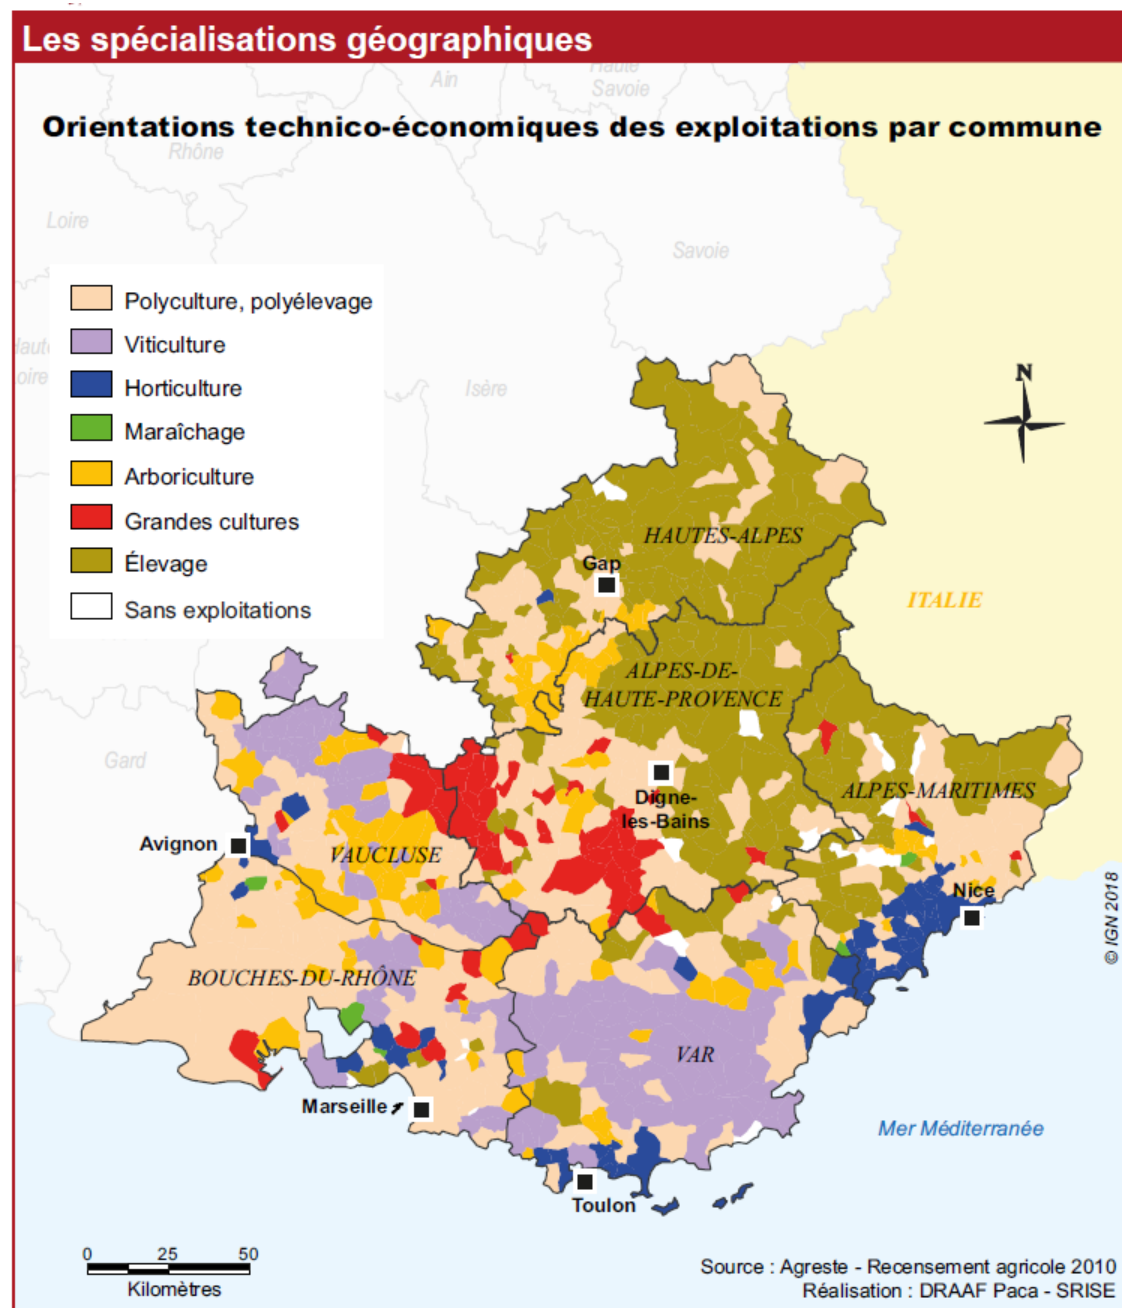 Les spécialisations géographiques
Ain
Haute
Savoie
Orientations technico-économiques des exploitations par commune
Rhône
Loire
Savoie
Polyculture, polyélevage
Viticulture
Horticulture
Maraîchage
Arboriculture
Grandes cultures
Élevage
Sans exploitations
Isère
N
HAUTES-ALPES
Gap
ITALIE
ALPES-DE-
HAUTE-PROVENCE
Gard
Digne-
les-Bains
ALPES-MARITIMES
Avignon
VAUCLUSE
Nice
© IGN 2018
BOUCHES-DU-RHÔNE
VAR
Marseille
Mer Méditerranée
Toulon
0 25 50
Kilomètres
Source : Agreste - Recensement agricole 2010
Réalisation : DRAAF Paca - SRISE